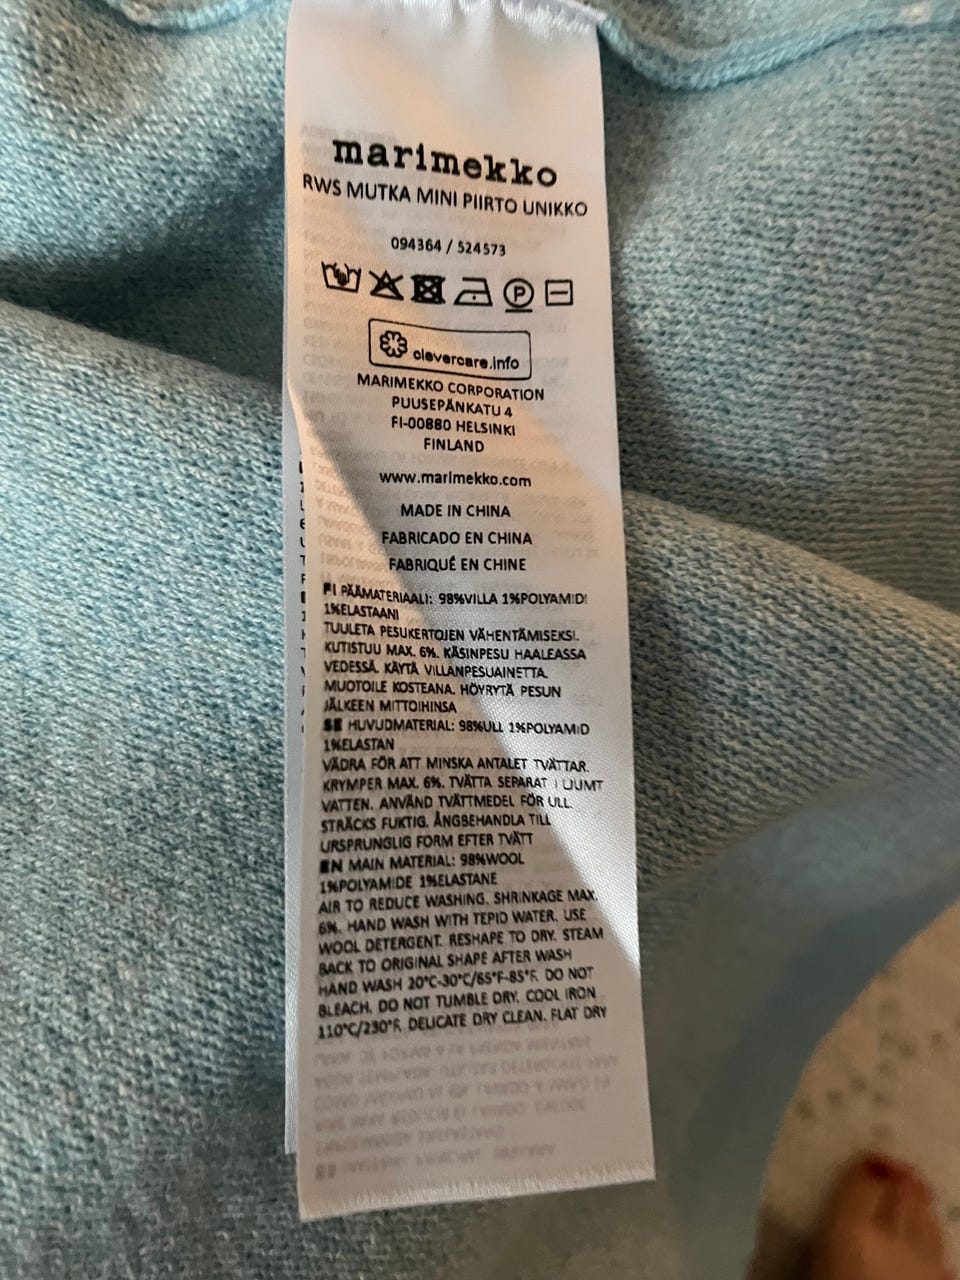 marimekko
RWS MUTKA MINI PIIRTO UNIKKO
094364 / 524573
P
clevercare.info
MARIMEKKO CORPORATION
PUUSEPÄNKATU 4
FI-00880 HELSINKI
FINLAND
www.marimekko.com
MADE IN CHINA
FABRICADO EN CHINA
FABRIQUÉ EN CHINE
FI PÄÄMATERIAALI: 98%VILLA 1%POLYAMIDI
1%ELASTAANI
TUULETA PESUKERTOJEN VÄHENTÄMISEKSI.
KUTISTUU MAX. 6%. KÄSINPESU HAALEASSA
VEDESSÄ. KÄYTÄ VILLANPESUAINETTA.
MUOTOILE KOSTEANA. HÖYRYTÄ PESUN
JÄLKEEN MITTOIHINSA
SE HUVUDMATERIAL: 98%ULL 1%POLYAMID
1%ELASTAN
VÄDRA FÖR ATT MINSKA ANTALET TVÄTTAR.
KRYMPER MAX. 6%. TVÄTTA SEPARAT I LJUMT
VATTEN. ANVÄND TVÄTTMEDEL FÖR ULL.
STRÄCKS FUKTIG. ÅNGBEHANDLA TILL
URSPRUNGLIG FORM EFTER TVÄTT
EN MAIN MATERIAL: 98%WOOL
1%POLYAMIDE 1%ELASTANE
AIR TO REDUCE WASHING. SHRINKAGE MAX.
6%. HAND WASH WITH TEPID WATER. USE
WOOL DETERGENT. RESHAPE TO DRY. STEAM
BACK TO ORIGINAL SHAPE AFTER WASH
HAND WASH 20°C-30°C/65°F-85°F. DO NOT
BLEACH. DO NOT TUMBLE DRY. COOL IRON
110°C/230°F. DELICATE DRY CLEAN. FLAT DRY